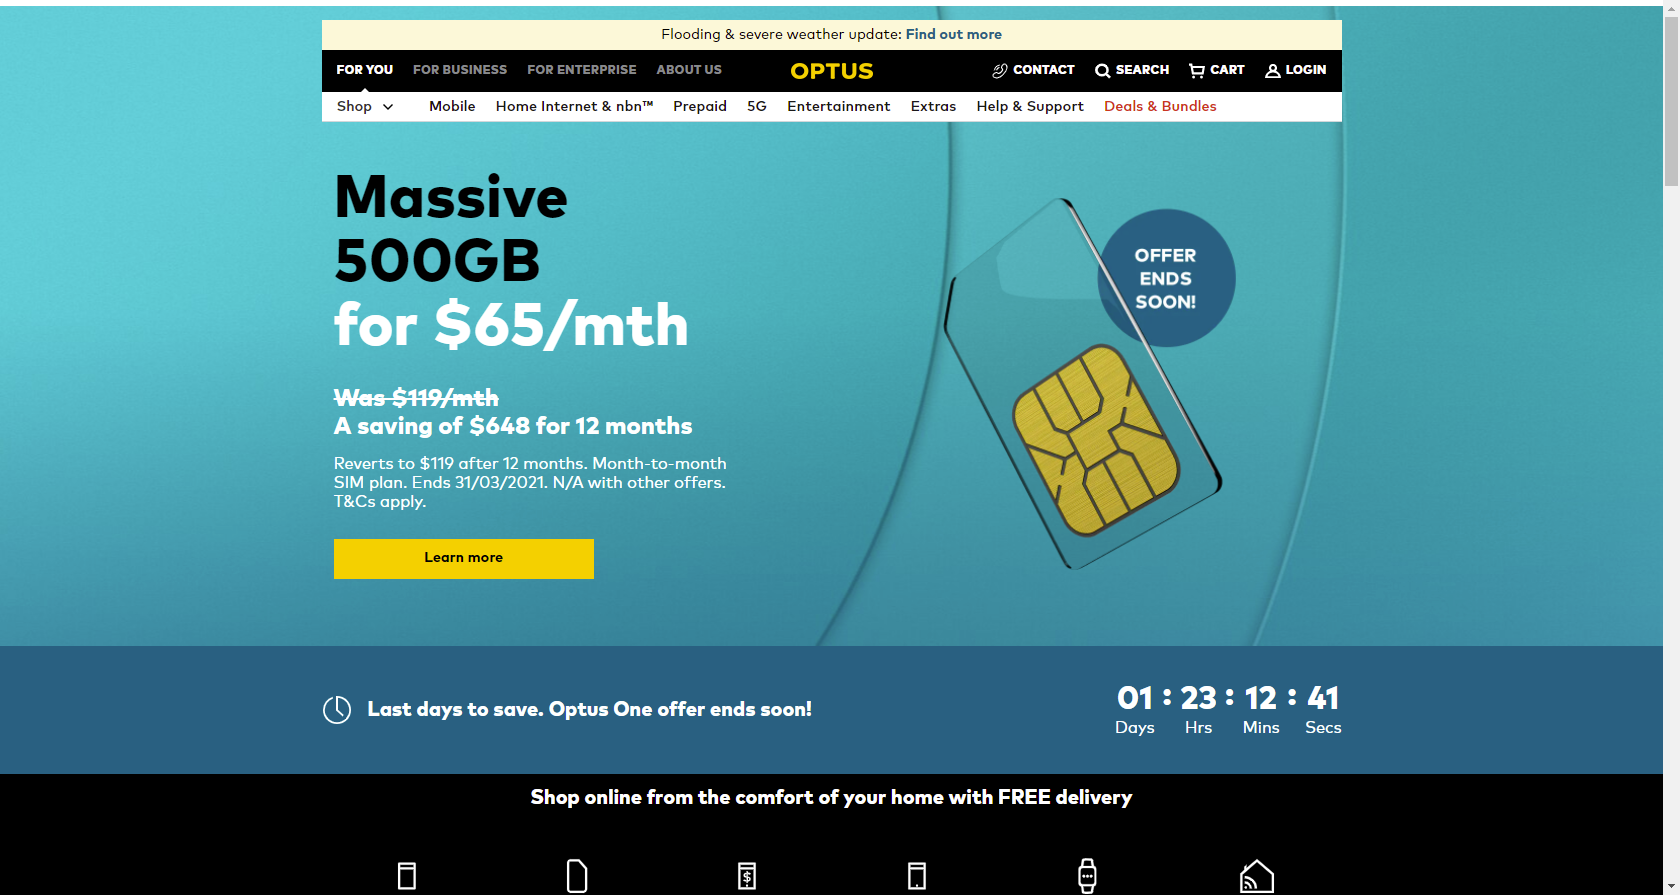 Flooding & severe weather update: Find out more
FOR YOU FOR BUSINESS FOR ENTERPRISE ABOUT US OPTUS CONTACT SEARCH CART LOGIN
Shop Mobile Home Internet & nbn™ Prepaid 5G Entertainment Extras Help & Support Deals & Bundles
Massive
500GB
for $65/mth
Was $119/mth
A saving of $648 for 12 months
Reverts to $119 after 12 months. Month-to-month
SIM plan. Ends 31/03/2021. N/A with other offers.
T&Cs apply.
Learn more
OFFER
ENDS
SOON!
Last days to save. Optus One offer ends soon!
01 : 23 : 12 : 41
Days Hrs Mins Secs
Shop online from the comfort of your home with FREE delivery
$